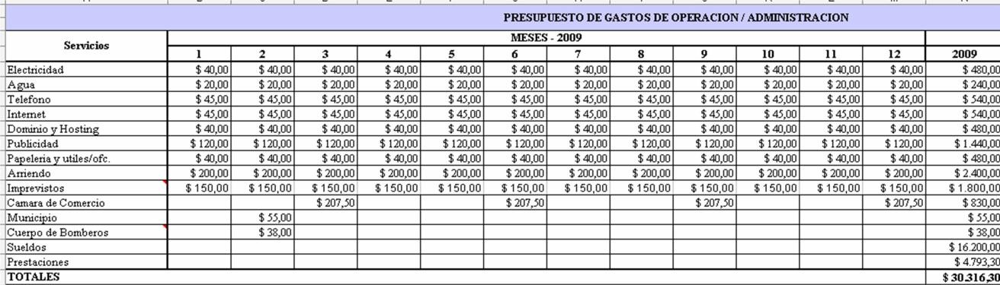 PRESUPUESTO DE GASTOS DE OPERACION / ADMINISTRACION
Servicios MESES - 2009
1 2 3 4 5 6 7 8 9 10 11 12 2009
Electricidad $ 40,00 $ 40,00 $ 40,00 $ 40,00 $ 40,00 $ 40,00 $ 40,00 $ 40,00 $ 40,00 $ 40,00 $ 40,00 $ 40,00 $ 480,00
Agua $ 20,00 $ 20,00 $ 20,00 $ 20,00 $ 20,00 $ 20,00 $ 20,00 $ 20,00 $ 20,00 $ 20,00 $ 20,00 $ 20,00 $ 240,00
Telefono $ 45,00 $ 45,00 $ 45,00 $ 45,00 $ 45,00 $ 45,00 $ 45,00 $ 45,00 $ 45,00 $ 45,00 $ 45,00 $ 45,00 $ 540,00
Internet $ 45,00 $ 45,00 $ 45,00 $ 45,00 $ 45,00 $ 45,00 $ 45,00 $ 45,00 $ 45,00 $ 45,00 $ 45,00 $ 45,00 $ 540,00
Dominio y Hosting $ 40,00 $ 40,00 $ 40,00 $ 40,00 $ 40,00 $ 40,00 $ 40,00 $ 40,00 $ 40,00 $ 40,00 $ 40,00 $ 40,00 $ 480,00
Publicidad $ 120,00 $ 120,00 $ 120,00 $ 120,00 $ 120,00 $ 120,00 $ 120,00 $ 120,00 $ 120,00 $ 120,00 $ 120,00 $ 120,00 $ 1.440,00
Papeleria y utiles/ofc. $ 40,00 $ 40,00 $ 40,00 $ 40,00 $ 40,00 $ 40,00 $ 40,00 $ 40,00 $ 40,00 $ 40,00 $ 40,00 $ 40,00 $ 480,00
Arriendo $ 200,00 $ 200,00 $ 200,00 $ 200,00 $ 200,00 $ 200,00 $ 200,00 $ 200,00 $ 200,00 $ 200,00 $ 200,00 $ 200,00 $ 2.400,00
Imprevistos $ 150,00 $ 150,00 $ 150,00 $ 150,00 $ 150,00 $ 150,00 $ 150,00 $ 150,00 $ 150,00 $ 150,00 $ 150,00 $ 150,00 $ 1.800,00
Camara de Comercio $ 207,50 $ 207,50 $ 207,50 $ 207,50 $ 830,00
Municipio $ 55,00 $ 55,00
Cuerpo de Bomberos $ 38,00 $ 38,00
Sueldos $ 16.200,00
Prestaciones $ 4.793,30
TOTALES $ 30.316,30